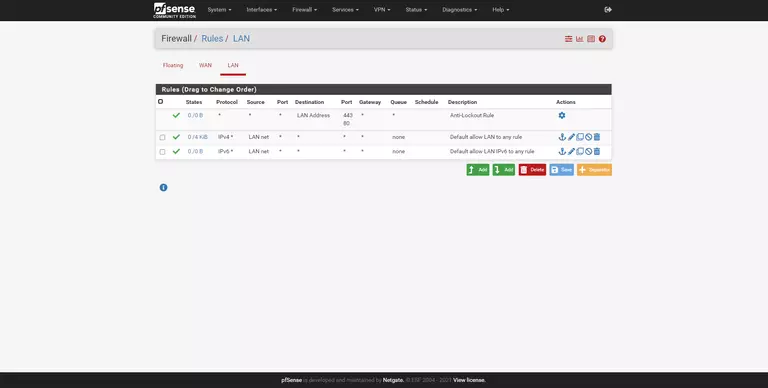 pfsense
COMMUNITY EDITION
System Interfaces Firewall Services VPN Status Diagnostics Help
Firewall / Rules / LAN
Floating WAN LAN
Rules (Drag to Change Order)
States Protocol Source Port Destination Port Gateway Queue Schedule Description Actions
0 /0 B * * * LAN Address 443 80 * * Anti-Lockout Rule
0 /4 KiB IPv4 * LAN net * * * * none Default allow LAN to any rule
0 /0 B IPv6 * LAN net * * * * none Default allow LAN IPv6 to any rule
Add Add Delete Save Separator
pfSense is developed and maintained by Netgate. © ESF 2004 - 2021 View license.